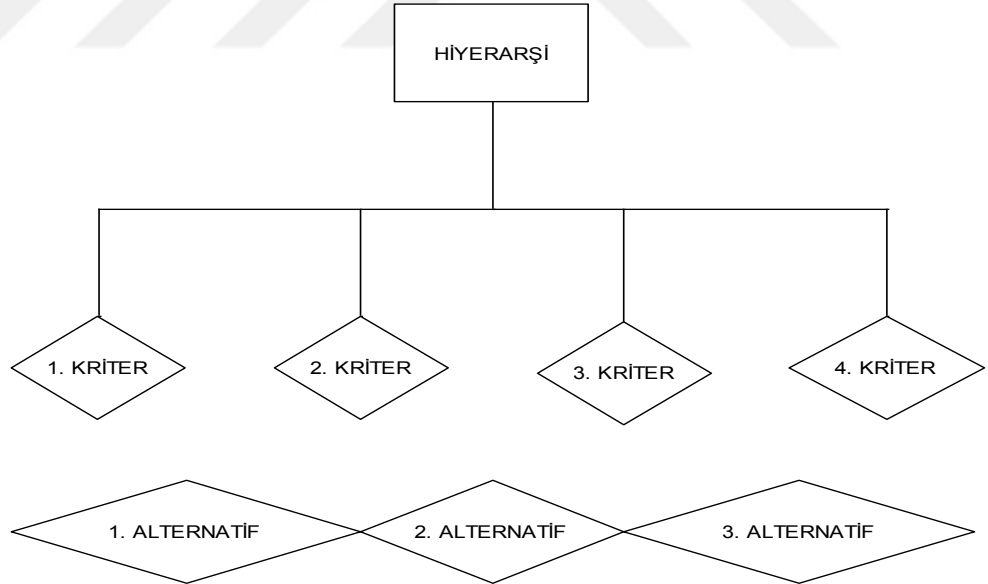 HİYERARŞİ
1. KRİTER
2. KRİTER
3. KRİTER
4. KRİTER
1. ALTERNATİF
2. ALTERNATİF
3. ALTERNATİF